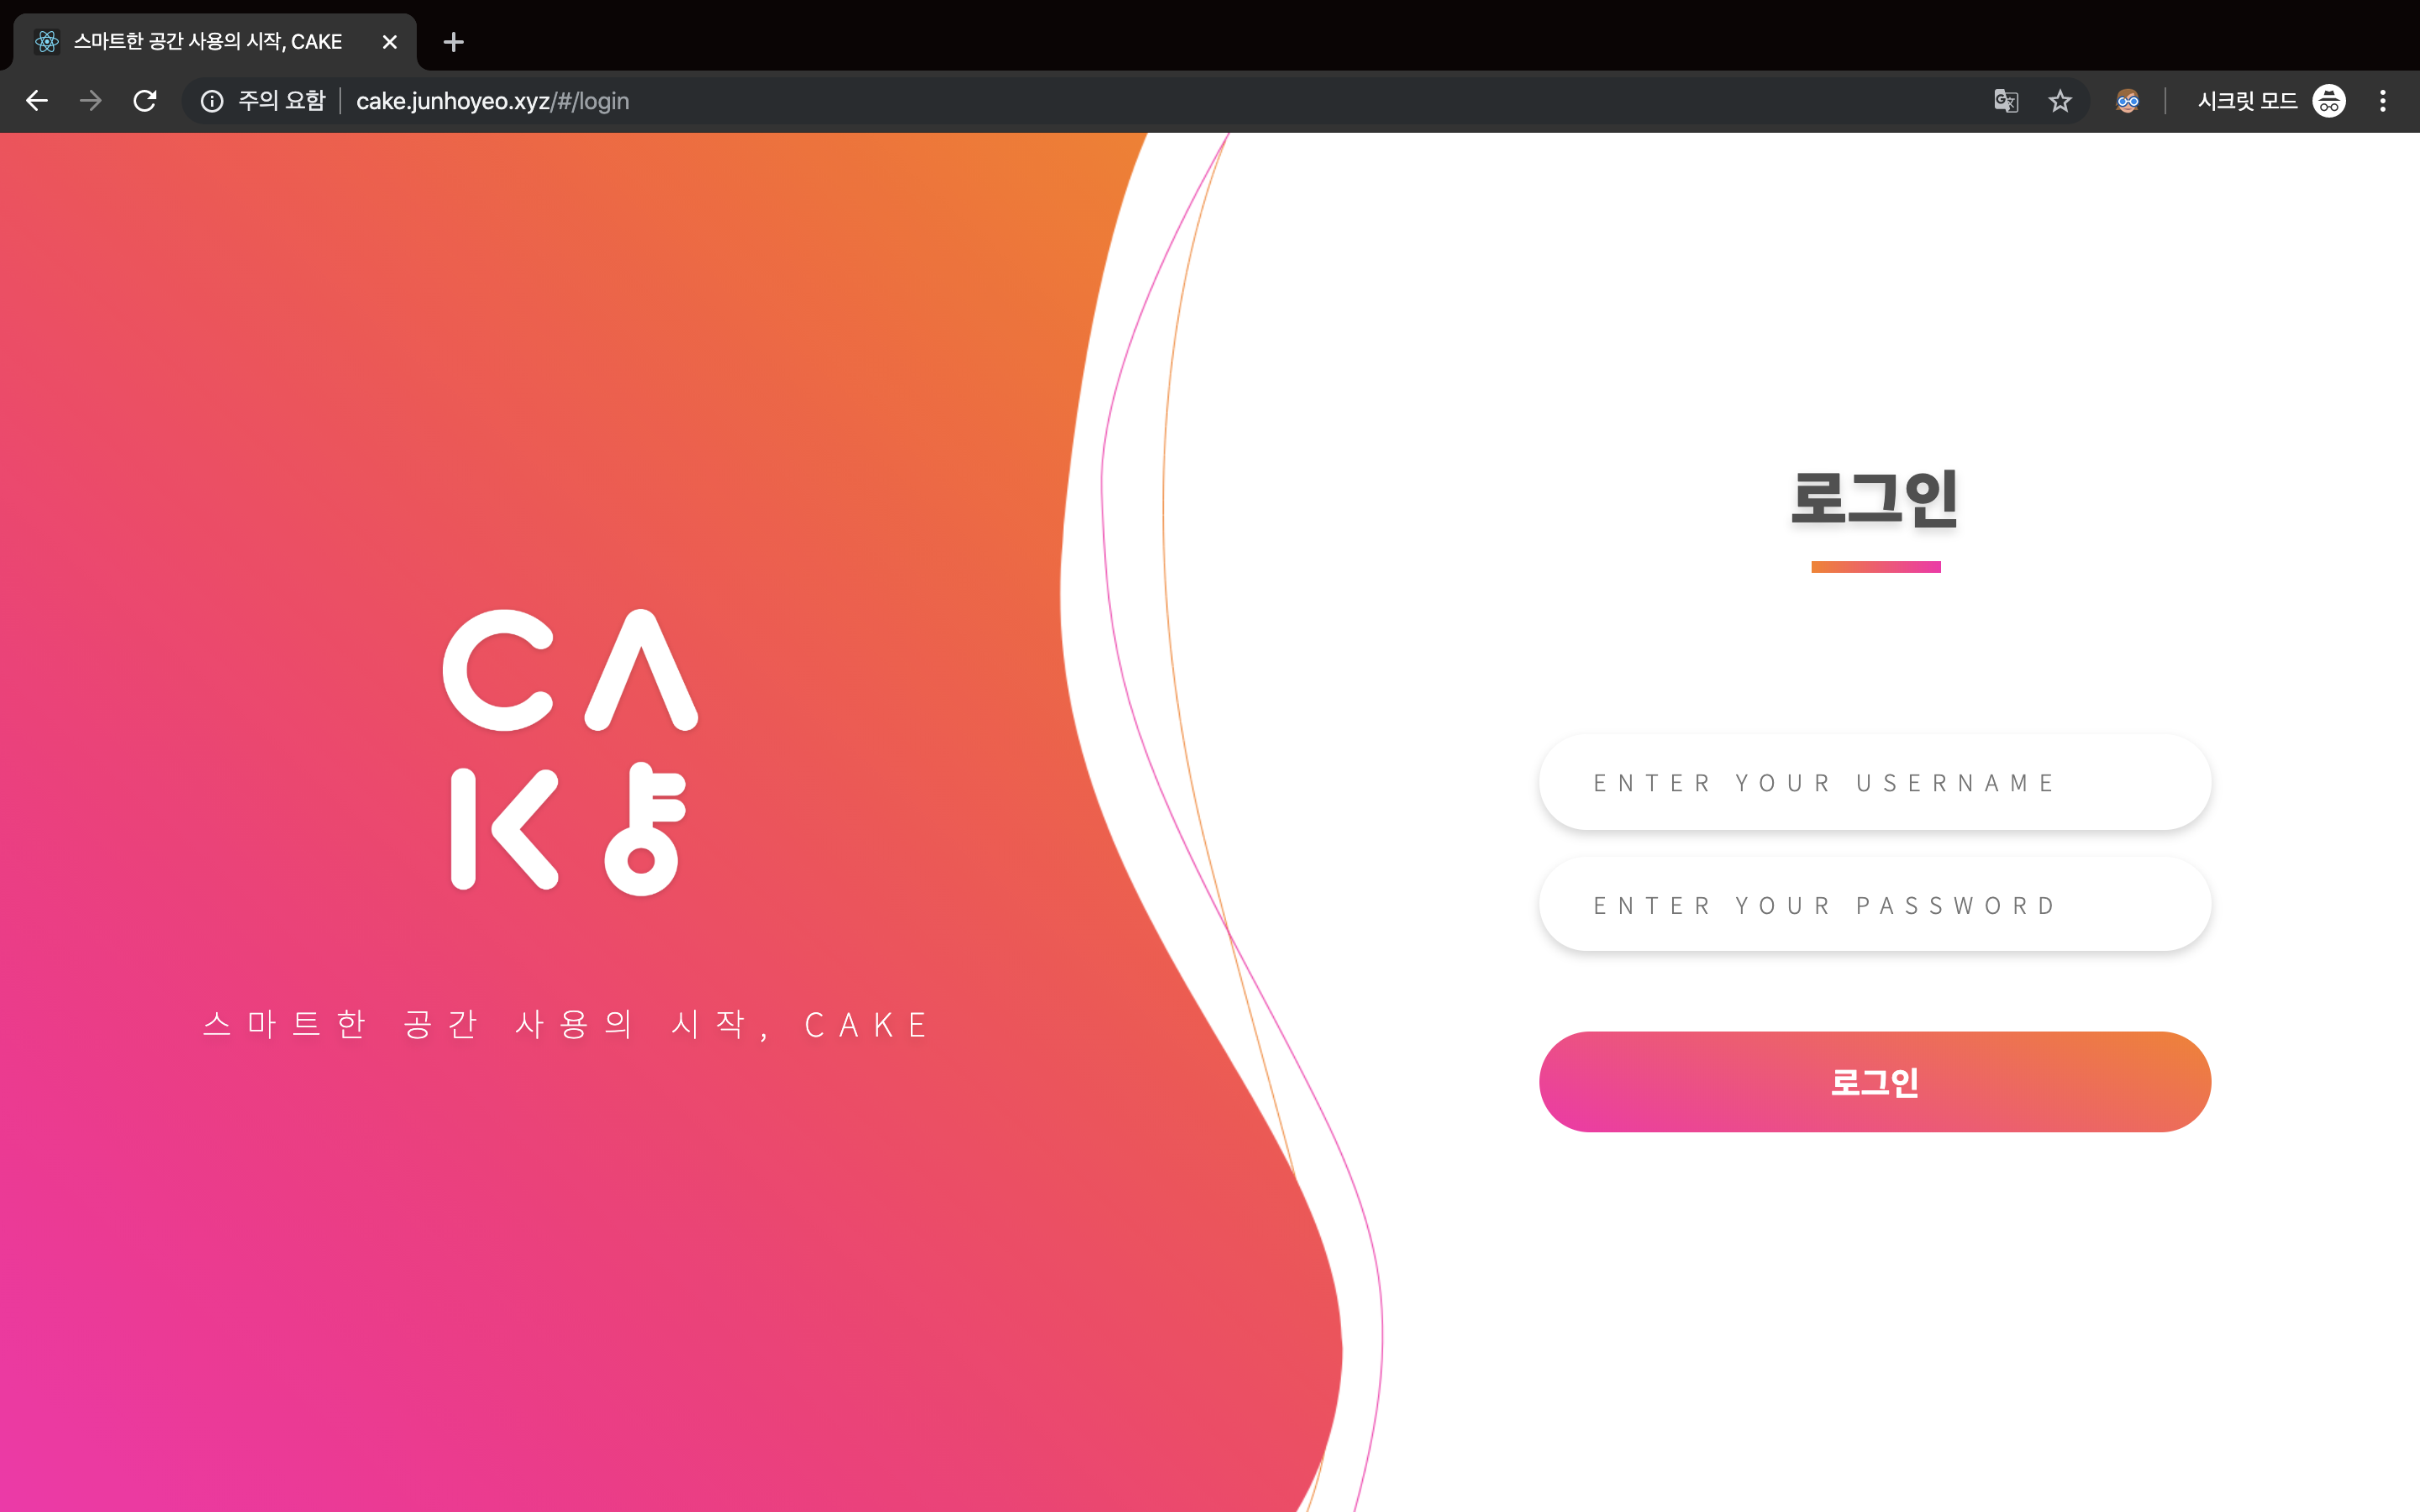 스마트한 공간 사용의 시작, CAKE
주의 요함 cake.junhoyeo.xyz/#/login 시크릿 모드
CAK
스마트한 공간 사용의 시작, CAKE
로그인
ENTER YOUR USERNAME
ENTER YOUR PASSWORD
로그인